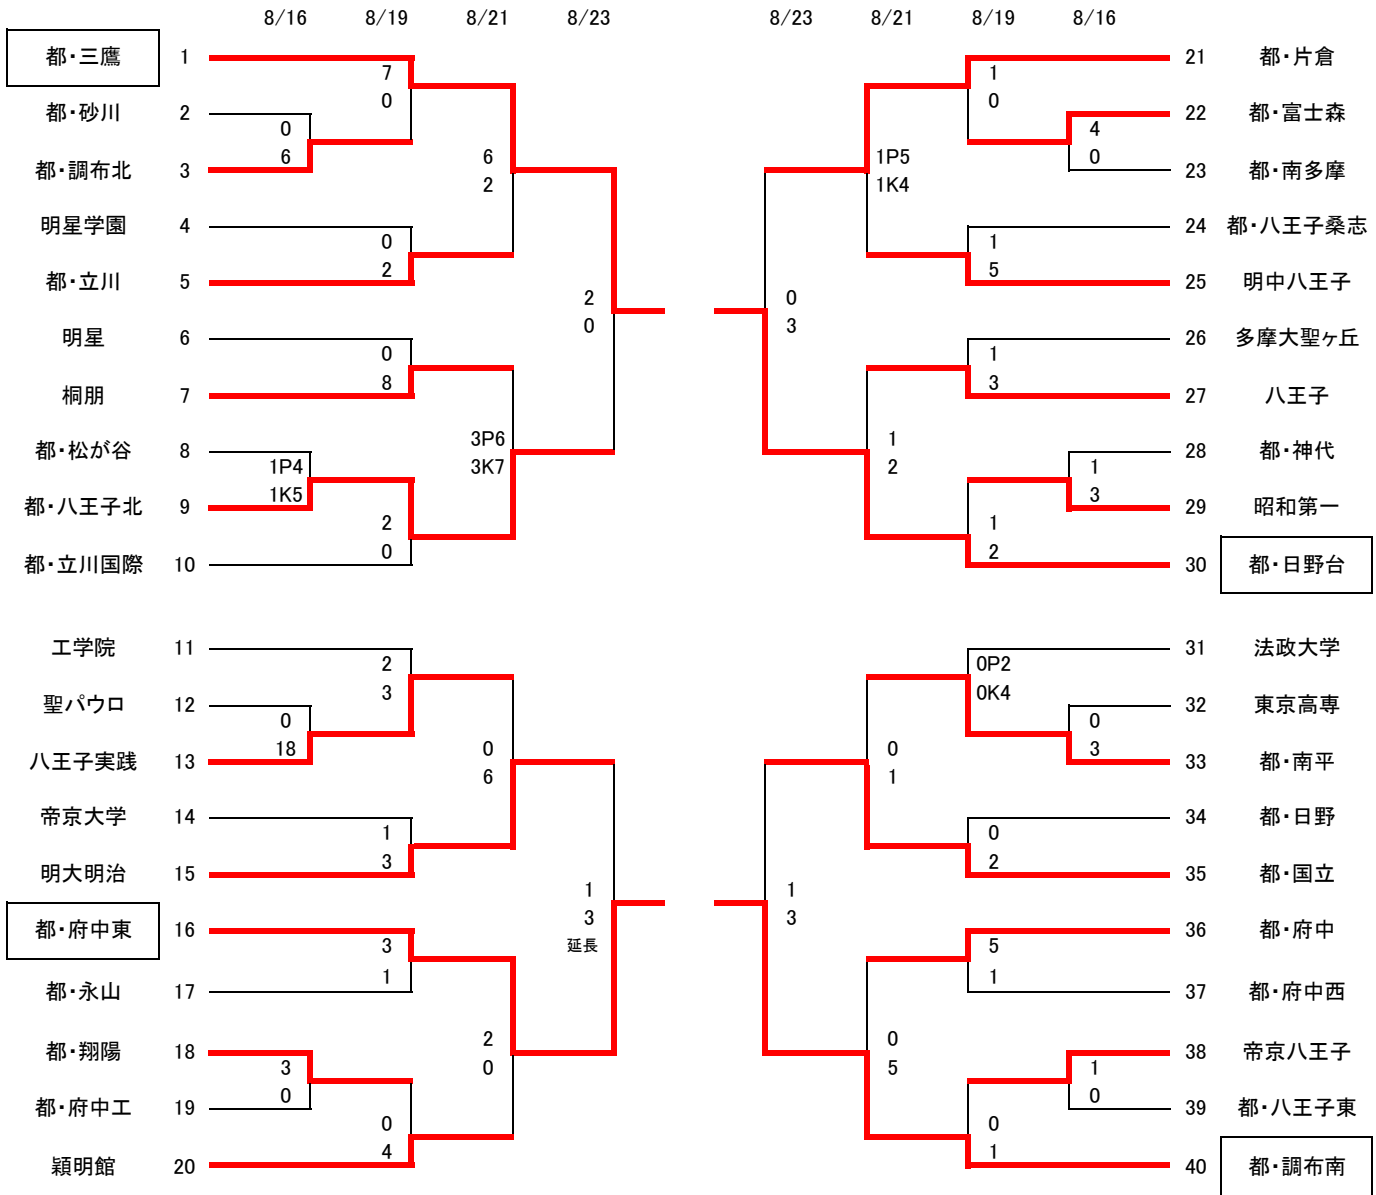 8/16 8/19 8/21 8/23 8/23 8/21 8/19 8/16
都・三鷹 1 21 都・片倉
7 1
0 0
都・砂川 2 22 都・富士森
0 4
6 6 1P5 0
都・調布北 3 23 都・南多摩
2 1K4
明星学園 4 24 都・八王子桑志
0 1
2 5
都・立川 5 25 明中八王子
2 0
0 3
明星 6 26 多摩大聖ヶ丘
0 1
8 3
桐朋 7 27 八王子
3P6 1
都・松が谷 8 28 都・神代
1P4 3K7 2 1
1K5 3
都・八王子北 9 29 昭和第一
2 1
0 2
都・立川国際 10 30 都・日野台
工学院 11 31 法政大学
2 0P2
3 0K4
聖パウロ 12 32 東京高専
0 0
18 0 0 3
八王子実践 13 33 都・南平
6 1
帝京大学 14 34 都・日野
1 0
3 2
明大明治 15 35 都・国立
1 1
3 3
都・府中東 16 36 都・府中
3 延長 5
1 1
都・永山 17 37 都・府中西
2 0
都・翔陽 18 38 帝京八王子
3 0 5 1
0 0
都・府中工 19 39 都・八王子東
0 0
4 1
穎明館 20 40 都・調布南